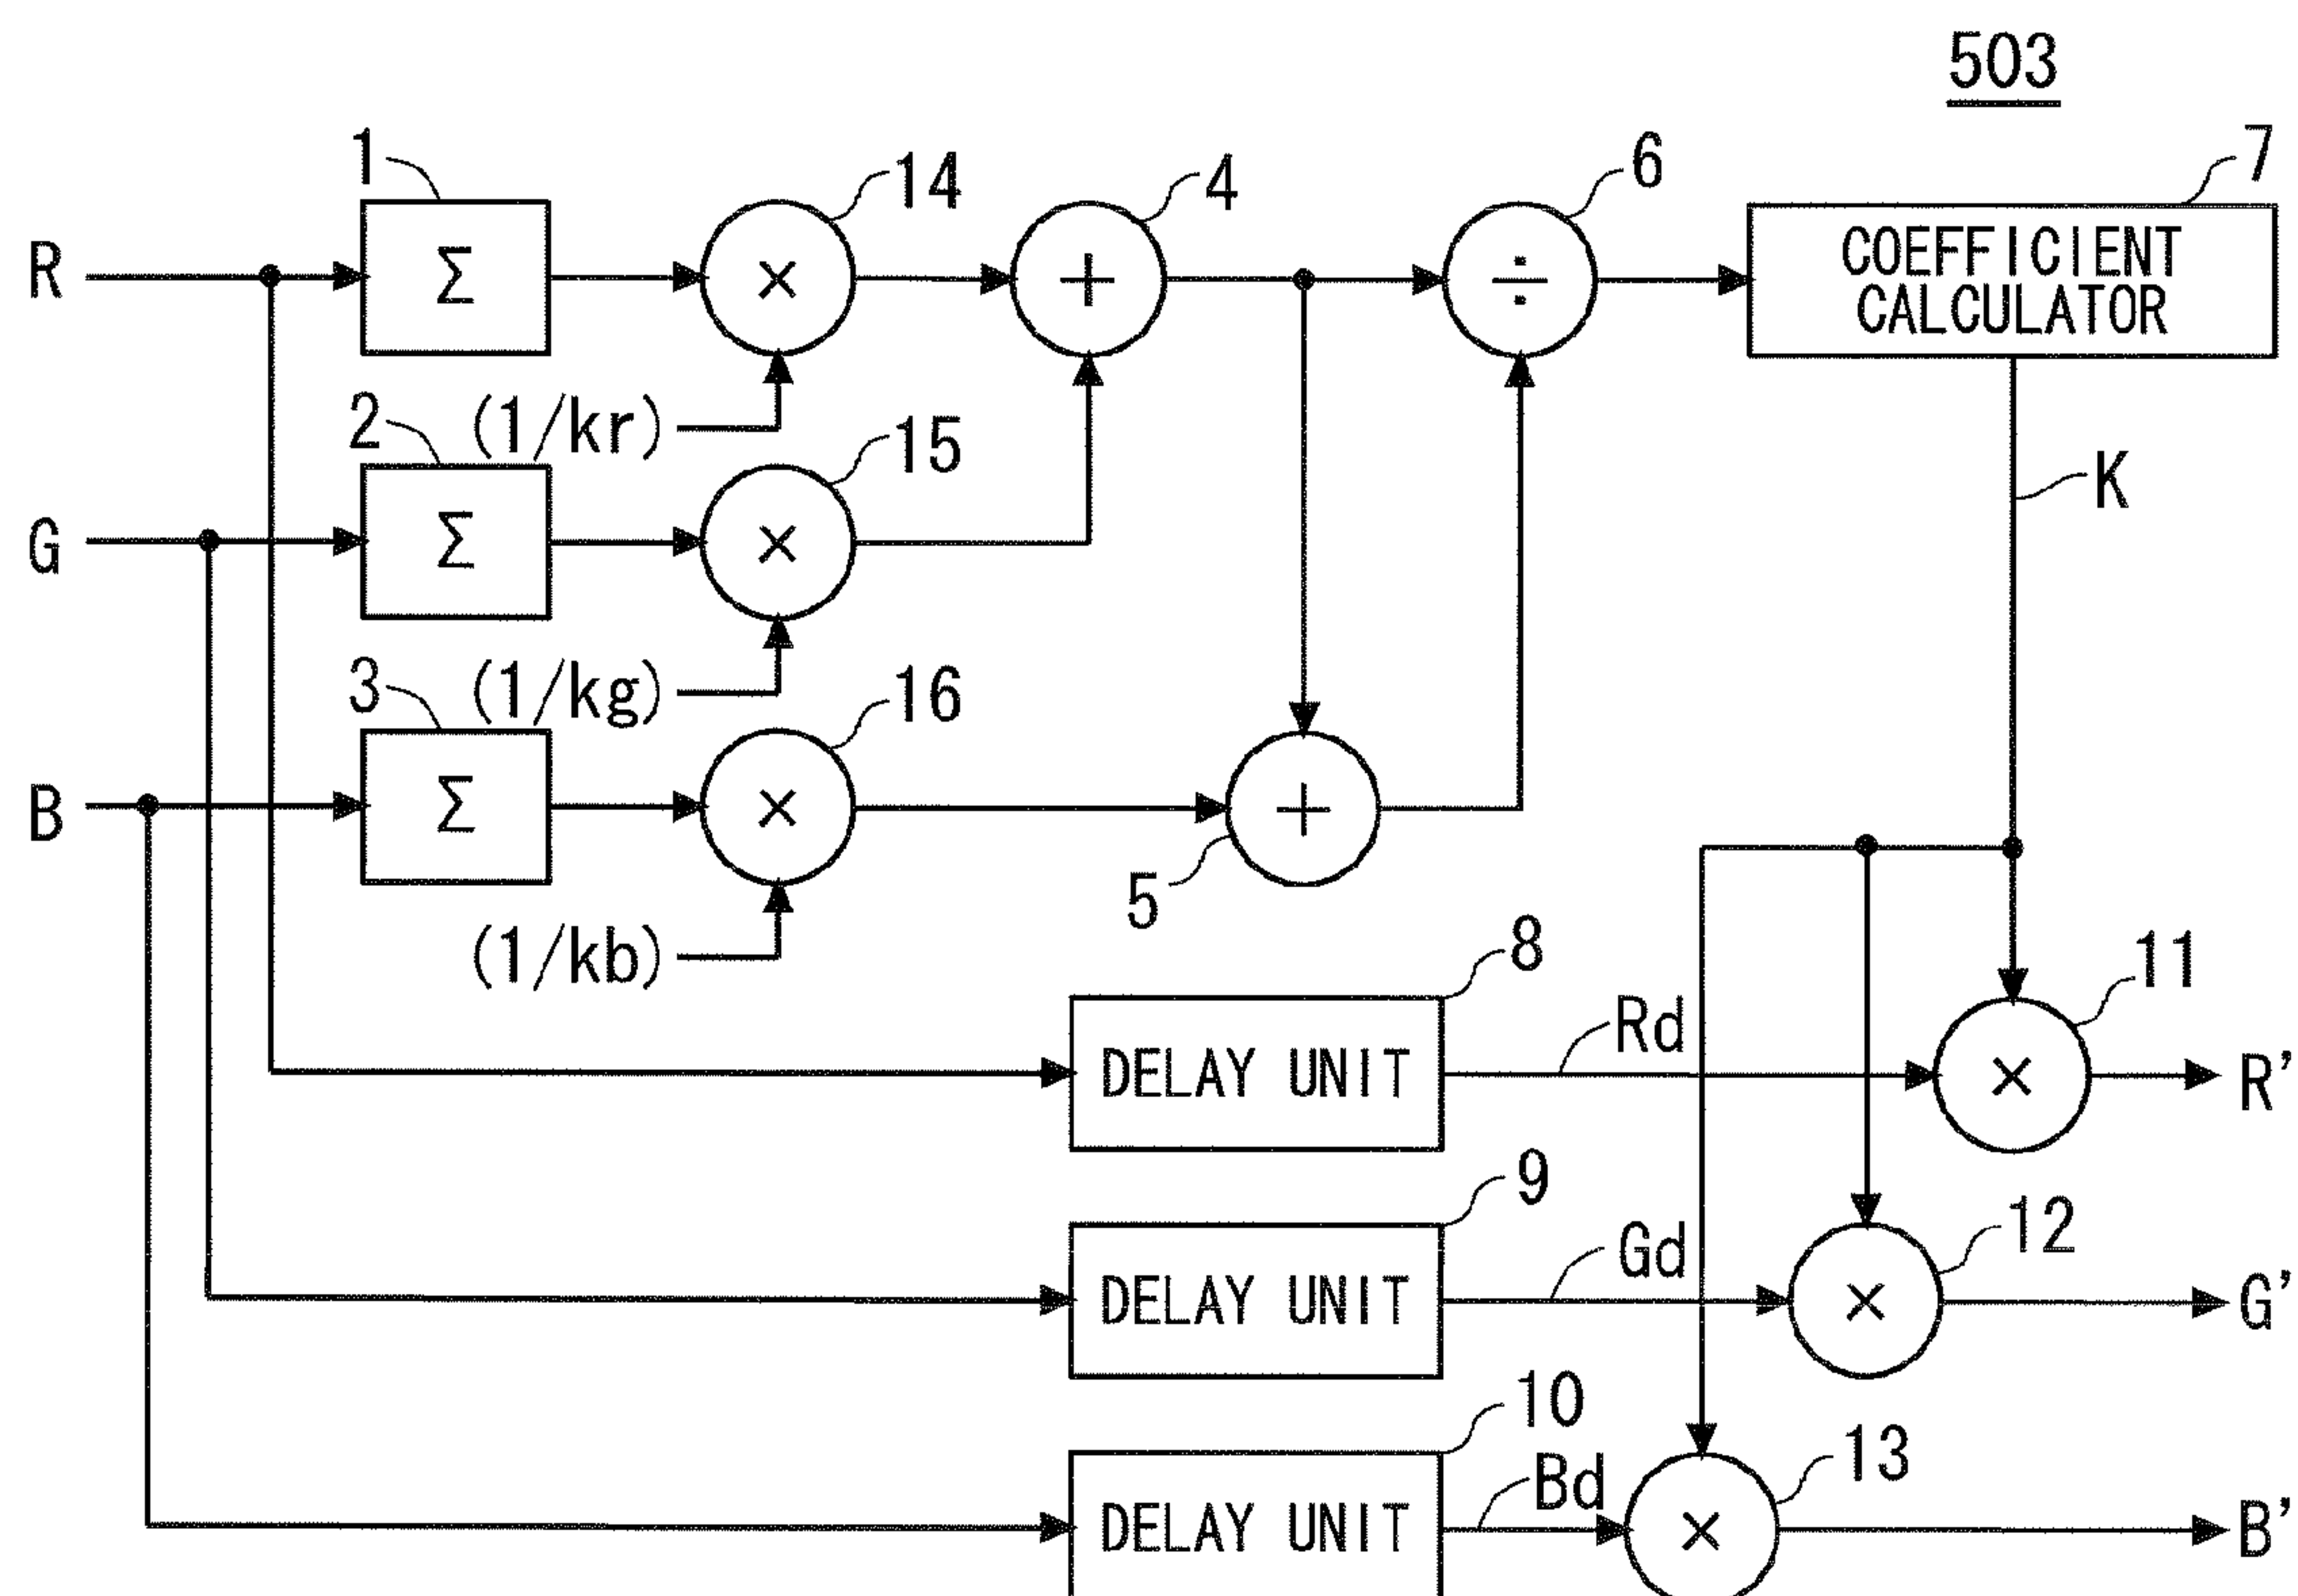 503
1
14
4
6
7
R
Σ
×
+
÷
COEFFICIENT
CALCULATOR
2
(1/kr)
15
K
G
Σ
×
3
(1/kg)
16
B
Σ
×
+
5
(1/kb)
8
11
Rd
DELAY UNIT
×
R'
9
12
Gd
DELAY UNIT
×
G'
10
13
Bd
DELAY UNIT
×
B'